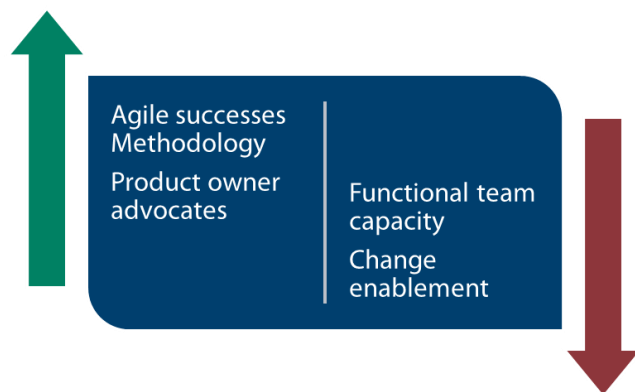 Agile successes
Methodology
Product owner
advocates
Functional team
capacity
Change
enablement